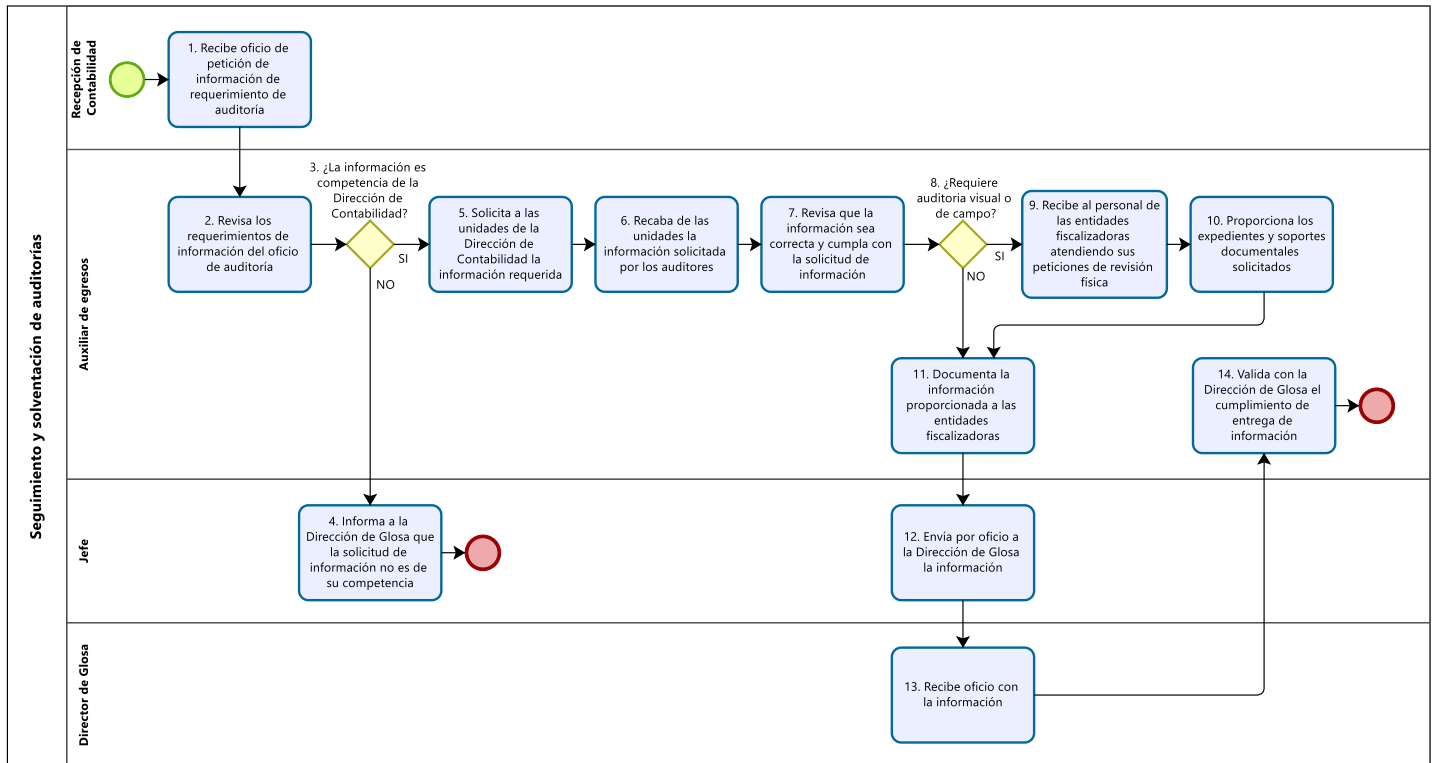 Seguimiento y solventación de auditorías
Recepción de
Contabilidad
1. Recibe oficio de
petición de
información de
requerimiento de
auditoría
Auxiliar de egresos
2. Revisa los
requerimientos de
información del oficio
de auditoría
3. ¿La información es
competencia de la
Dirección de
Contabilidad?
SI
NO
5. Solicita a las
unidades de la
Dirección de
Contabilidad la
información requerida
6. Recaba de las
unidades la
información solicitada
por los auditores
7. Revisa que la
información sea
correcta y cumpla con
la solicitud de
información
8. ¿Requiere
auditoria visual o
de campo?
SI
NO
9. Recibe al personal de
las entidades
fiscalizadoras
atendiendo sus
peticiones de revisión
física
10. Proporciona los
expedientes y soportes
documentales
solicitados
11. Documenta la
información
proporcionada a las
entidades
fiscalizadoras
14. Valida con la
Dirección de Glosa el
cumplimiento de
entrega de
información
Jefe
4. Informa a la
Dirección de Glosa que
la solicitud de
información no es de
su competencia
12. Envía por oficio a
la Dirección de Glosa
la información
Director de Glosa
13. Recibe oficio con
la información